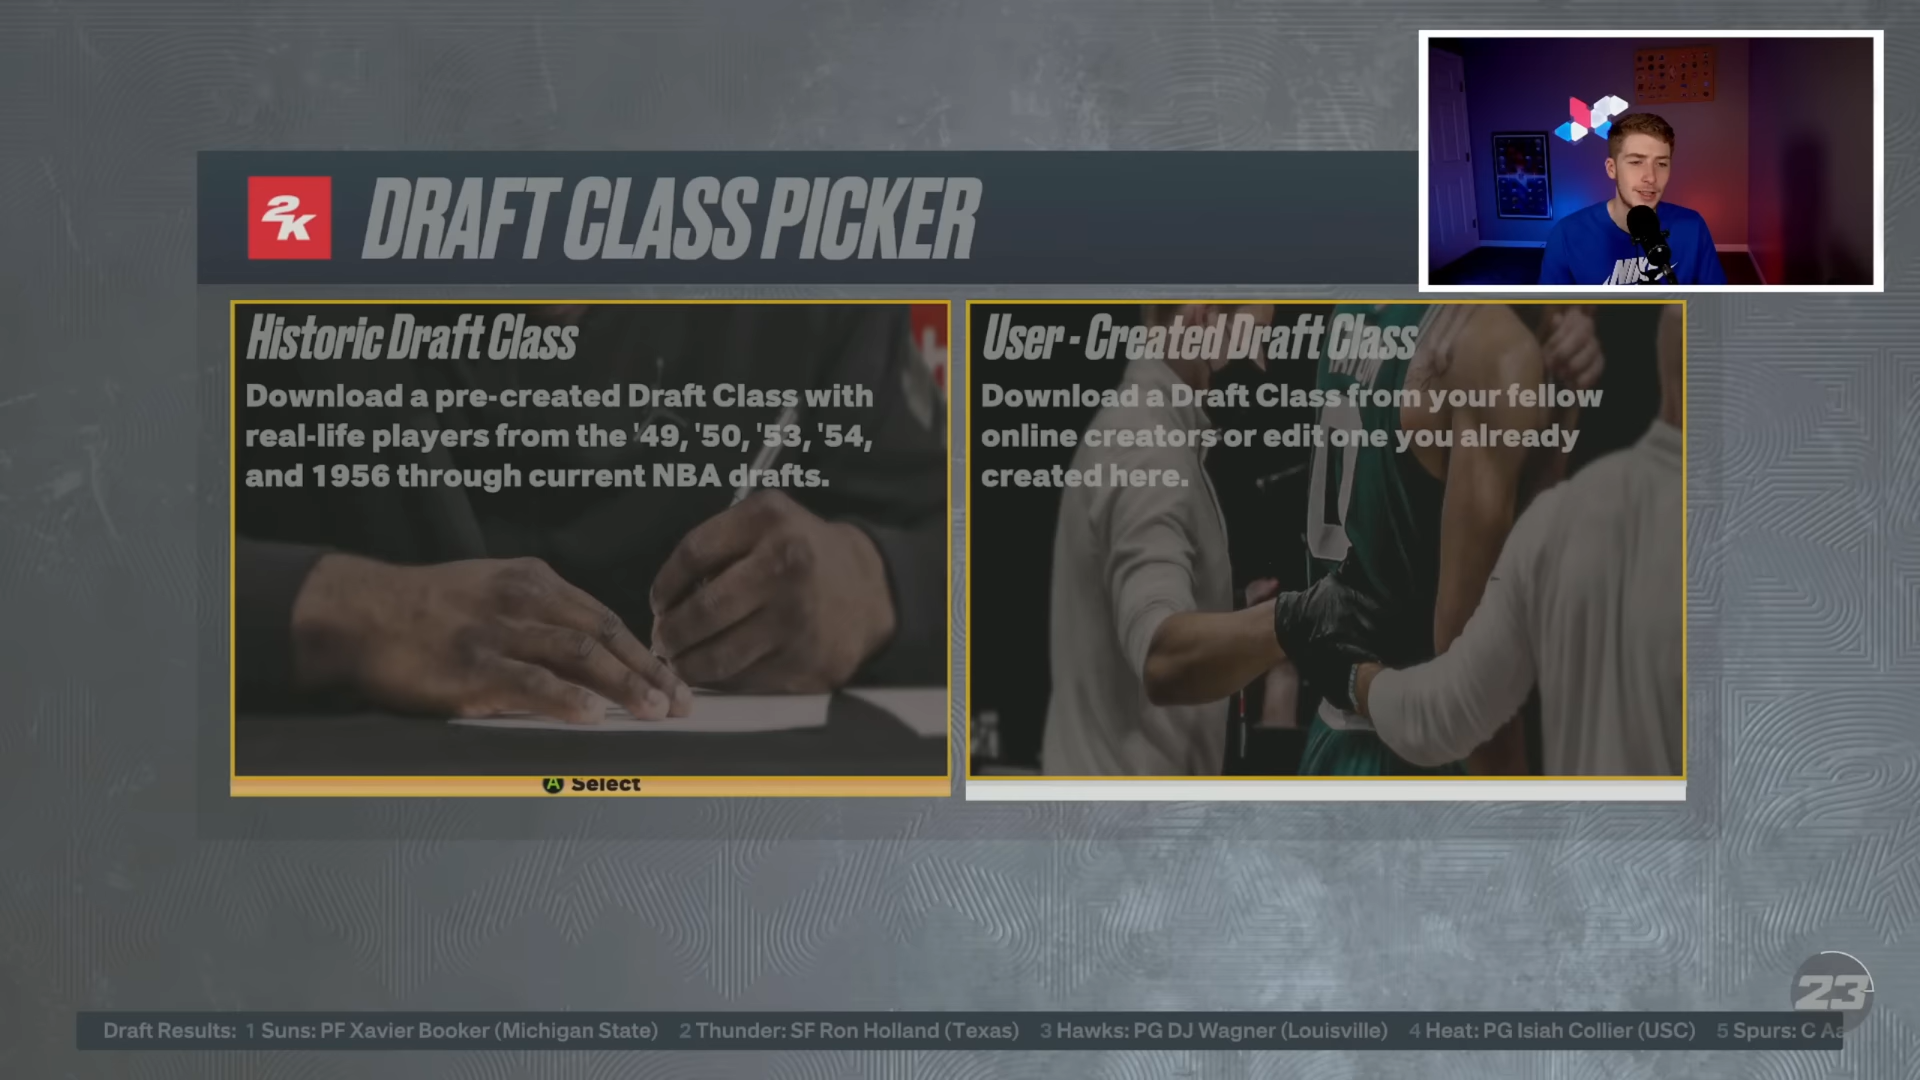 2K
DRAFT CLASS PICKER
Historic Draft Class
Download a pre-created Draft Class with
real-life players from the '49, '50, '53, '54,
and 1956 through current NBA drafts.
A Select
User - Created Draft Class
Download a Draft Class from your fellow
online creators or edit one you already
created here.
23
Draft Results: 1 Suns: PF Xavier Booker (Michigan State) 2 Thunder: SF Ron Holland (Texas) 3 Hawks: PG DJ Wagner (Louisville) 4 Heat: PG Isiah Collier (USC) 5 Spurs: C